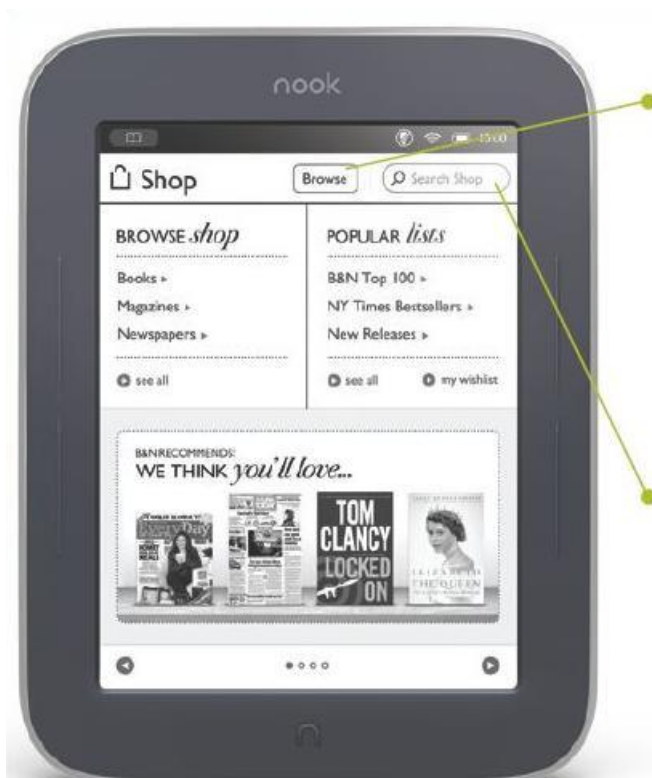 nook
15:00
Shop
Browse
Search Shop
BROWSE shop
Books
Magazines
Newspapers
see all
POPULAR lists
B&N Top 100
NY Times Bestsellers
New Releases
see all
my wishlist
B&N RECOMMENDS:
WE THINK you'll love...
EveryDay
TOM
CLANCY
LOCKED
ON
ELIZABETH
THE QUEEN